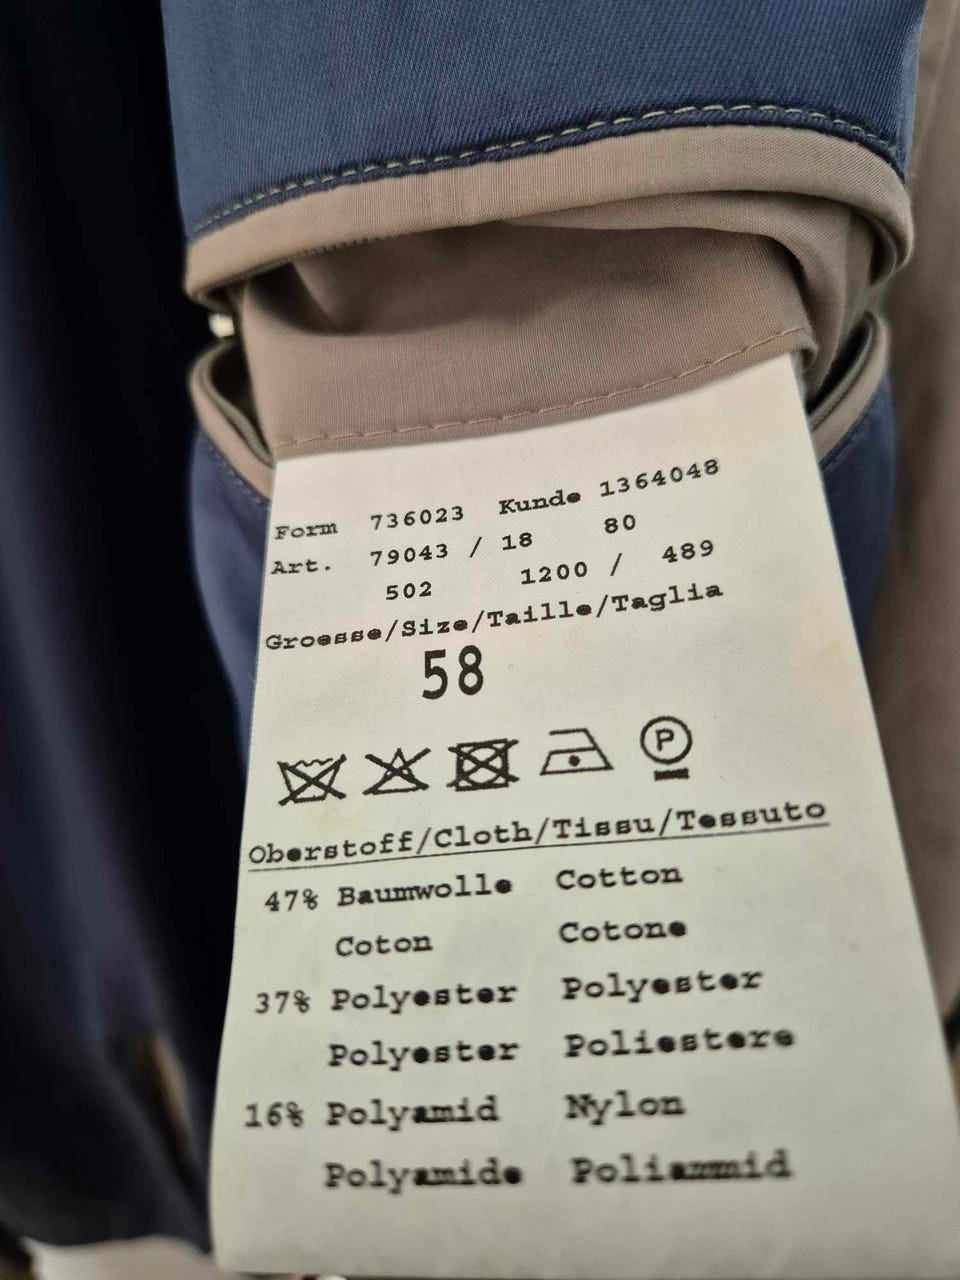 Form 736023 Kunde 1364048
Art. 79043 / 18 80
502 1200 / 489
Groesse/Size/Taille/Taglia
58
P
Oberstoff/Cloth/Tissu/Tessuto
47% Baumwolle Cotton
Coton Cotone
37% Polyester Polyester
Polyester Poliestere
16% Polyamid Nylon
Polyamide Poliammid